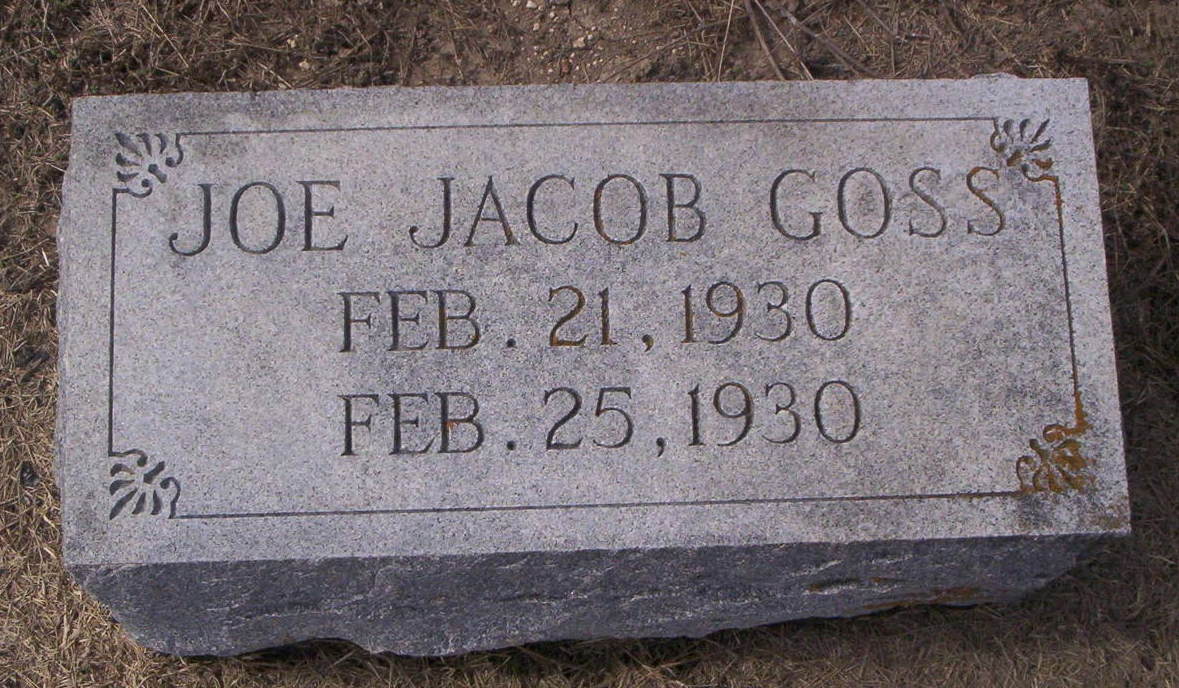 JOE JACOB GOSS
FEB. 21, 1930
FEB. 25, 1930